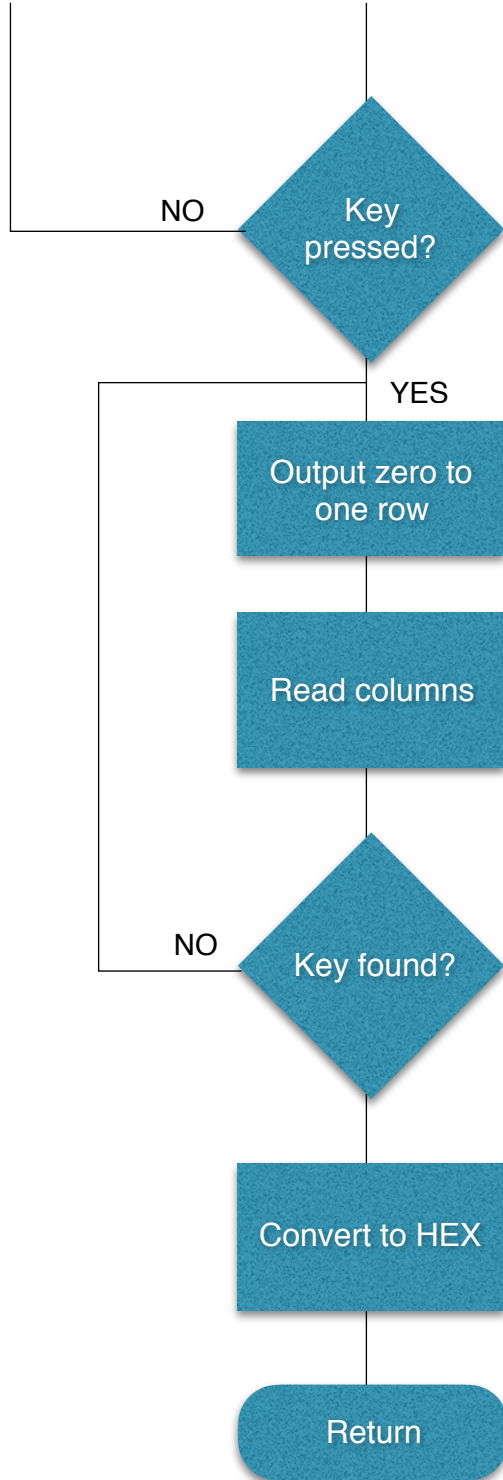 NO
Key
pressed?
YES
Output zero to
one row
Read columns
NO
Key found?
Convert to HEX
Return